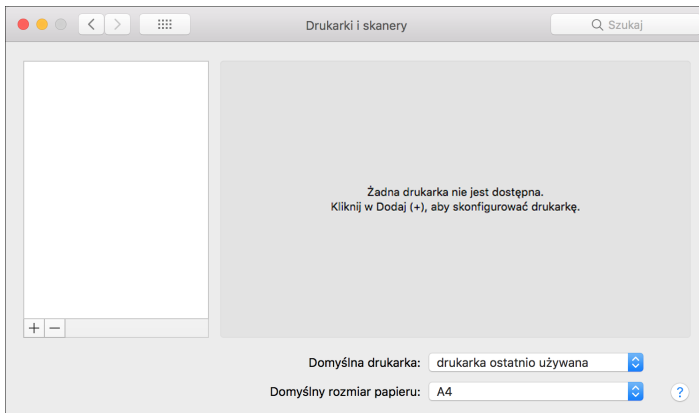 Drukarki i skanery
Szukaj
Żadna drukarka nie jest dostępna.
Kliknij w Dodaj (+), aby skonfigurować drukarkę.
+ −
Domyślna drukarka: drukarka ostatnio używana
Domyślny rozmiar papieru: A4
?